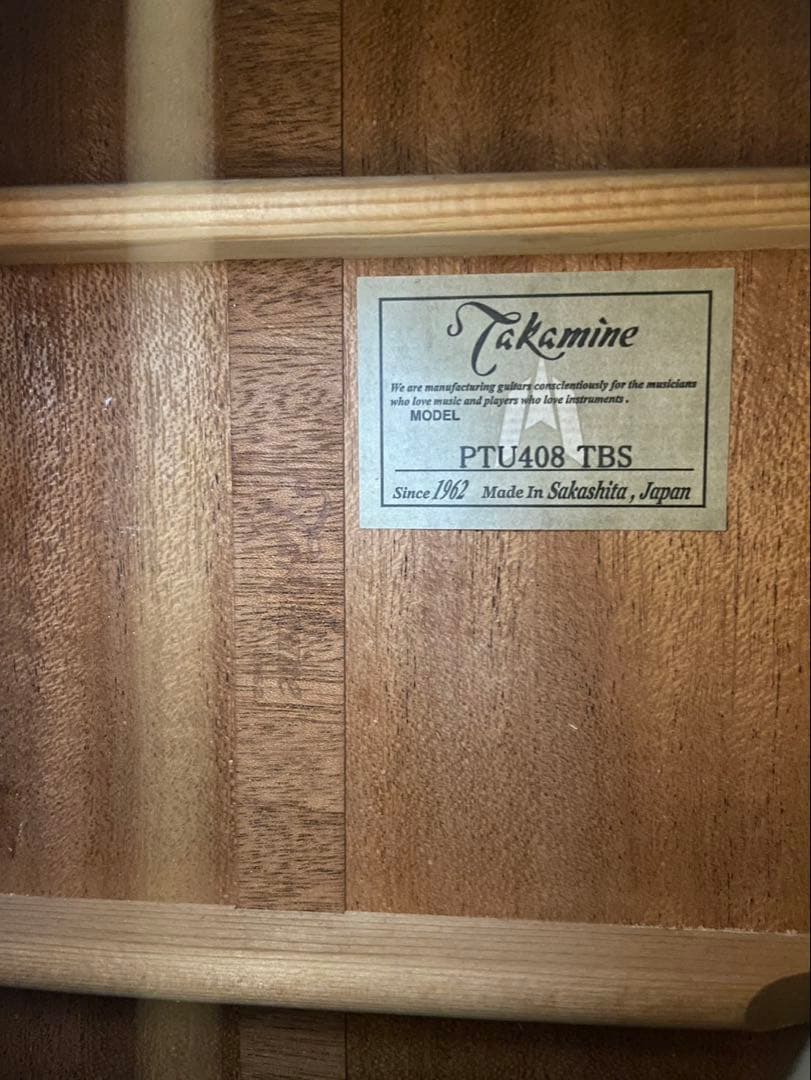 Takamine
We are manufacturing guitars conscientiously for the musicians
who love music and players who love instruments .
MODEL
PTU408 TBS
Since 1962 Made In Sakashita , Japan